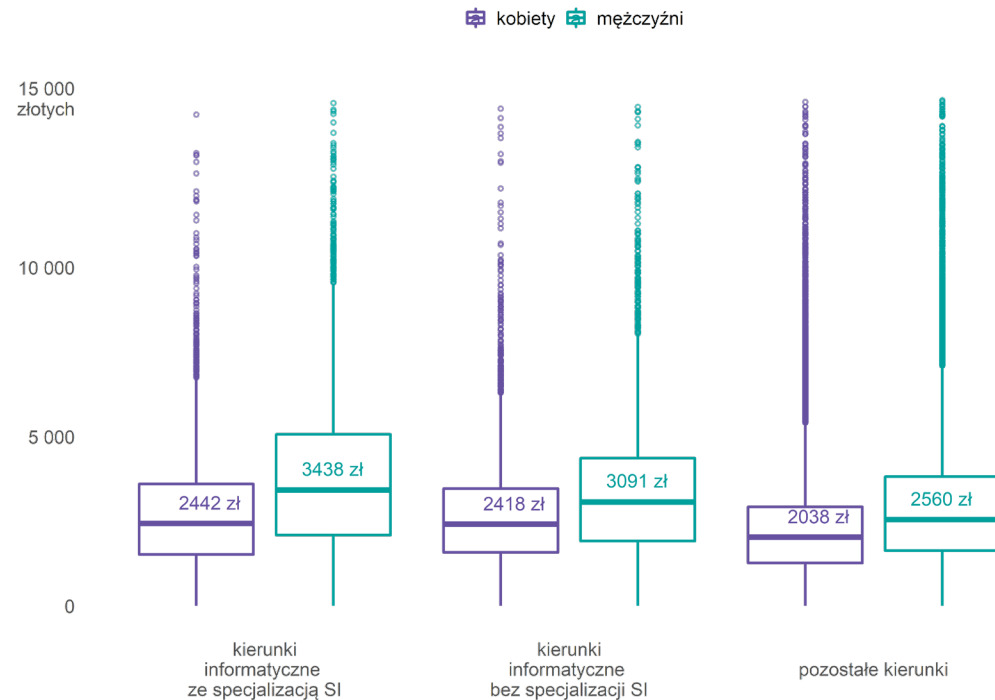 kobiety mężczyźni
15 000
złotych
10 000
5 000
0
2442 zł
3438 zł
2418 zł
3091 zł
2038 zł
2560 zł
kierunki
informatyczne
ze specjalizacją SI
kierunki
informatyczne
bez specjalizacji SI
pozostałe kierunki